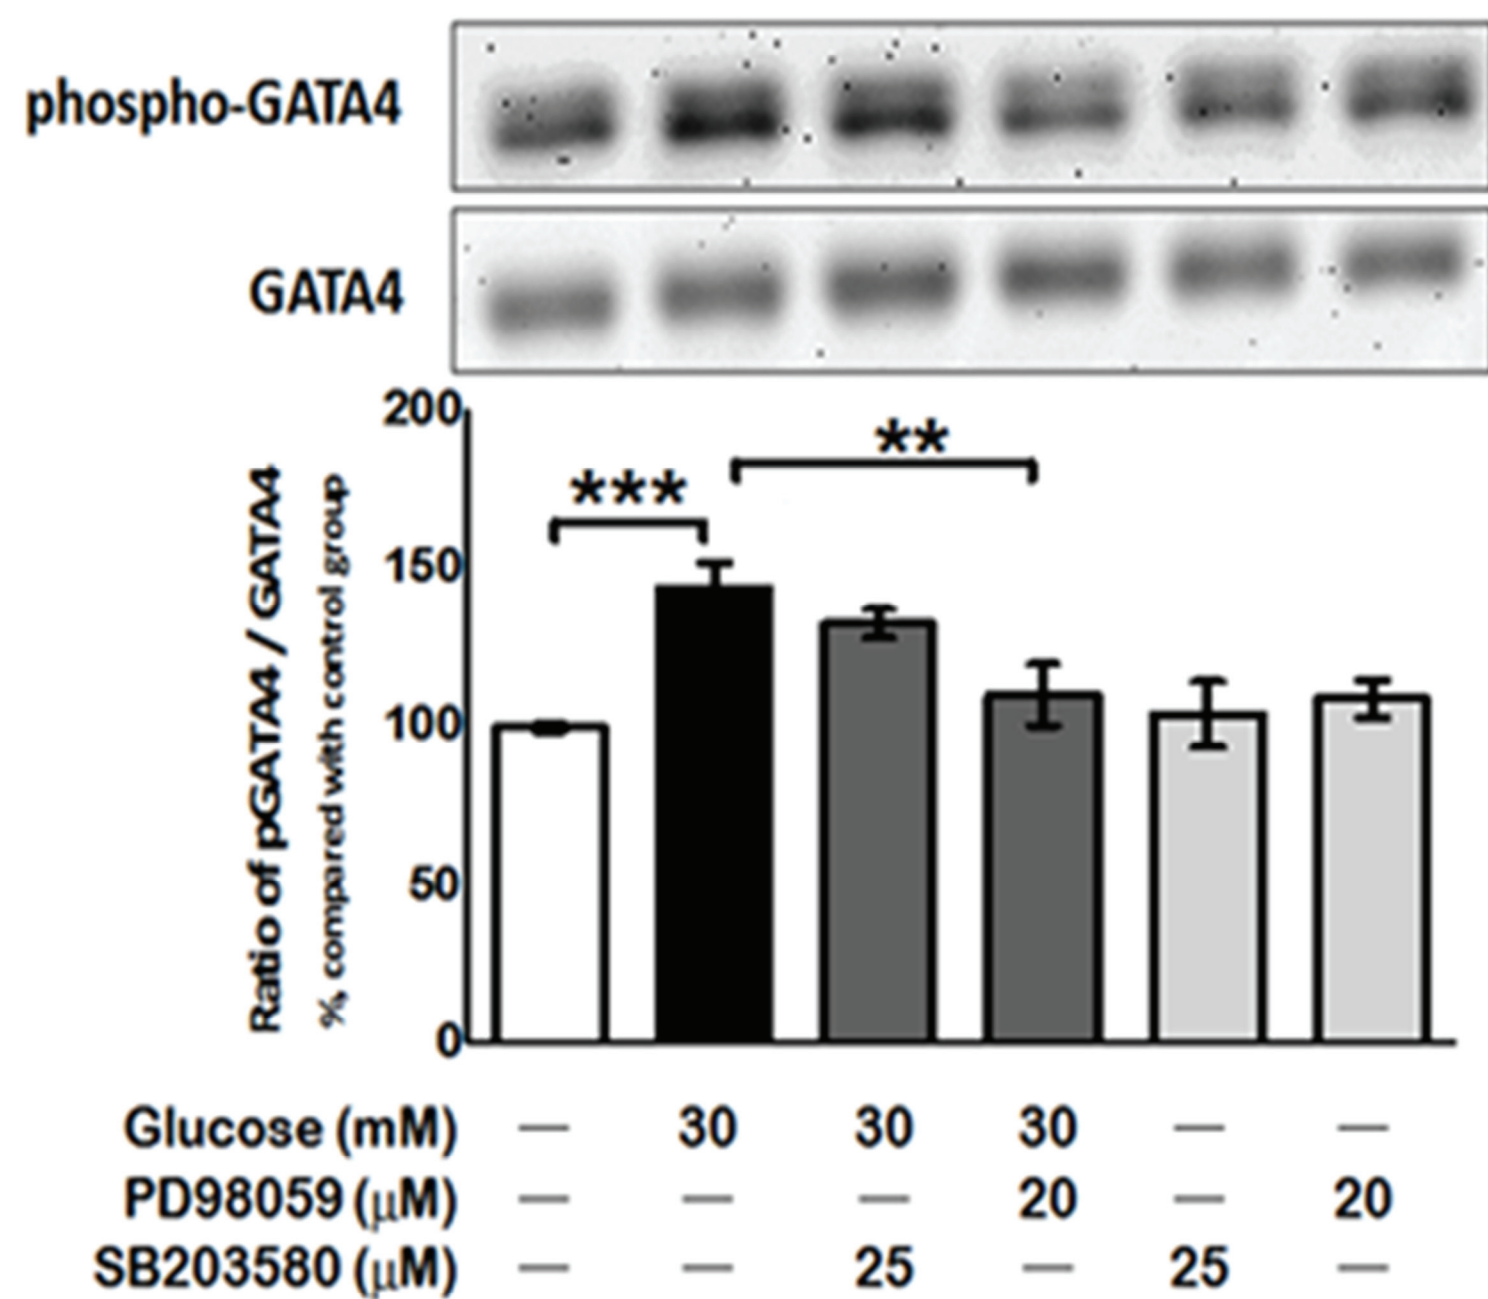 phospho-GATA4
GATA4
Ratio of pGATA4 / GATA4
%, compared with control group
200
150
100
50
0
***
**
Glucose (mM) — 30 30 30 — —
PD98059 (μM) — — — 20 — 20
SB203580 (μM) — — 25 — 25 —